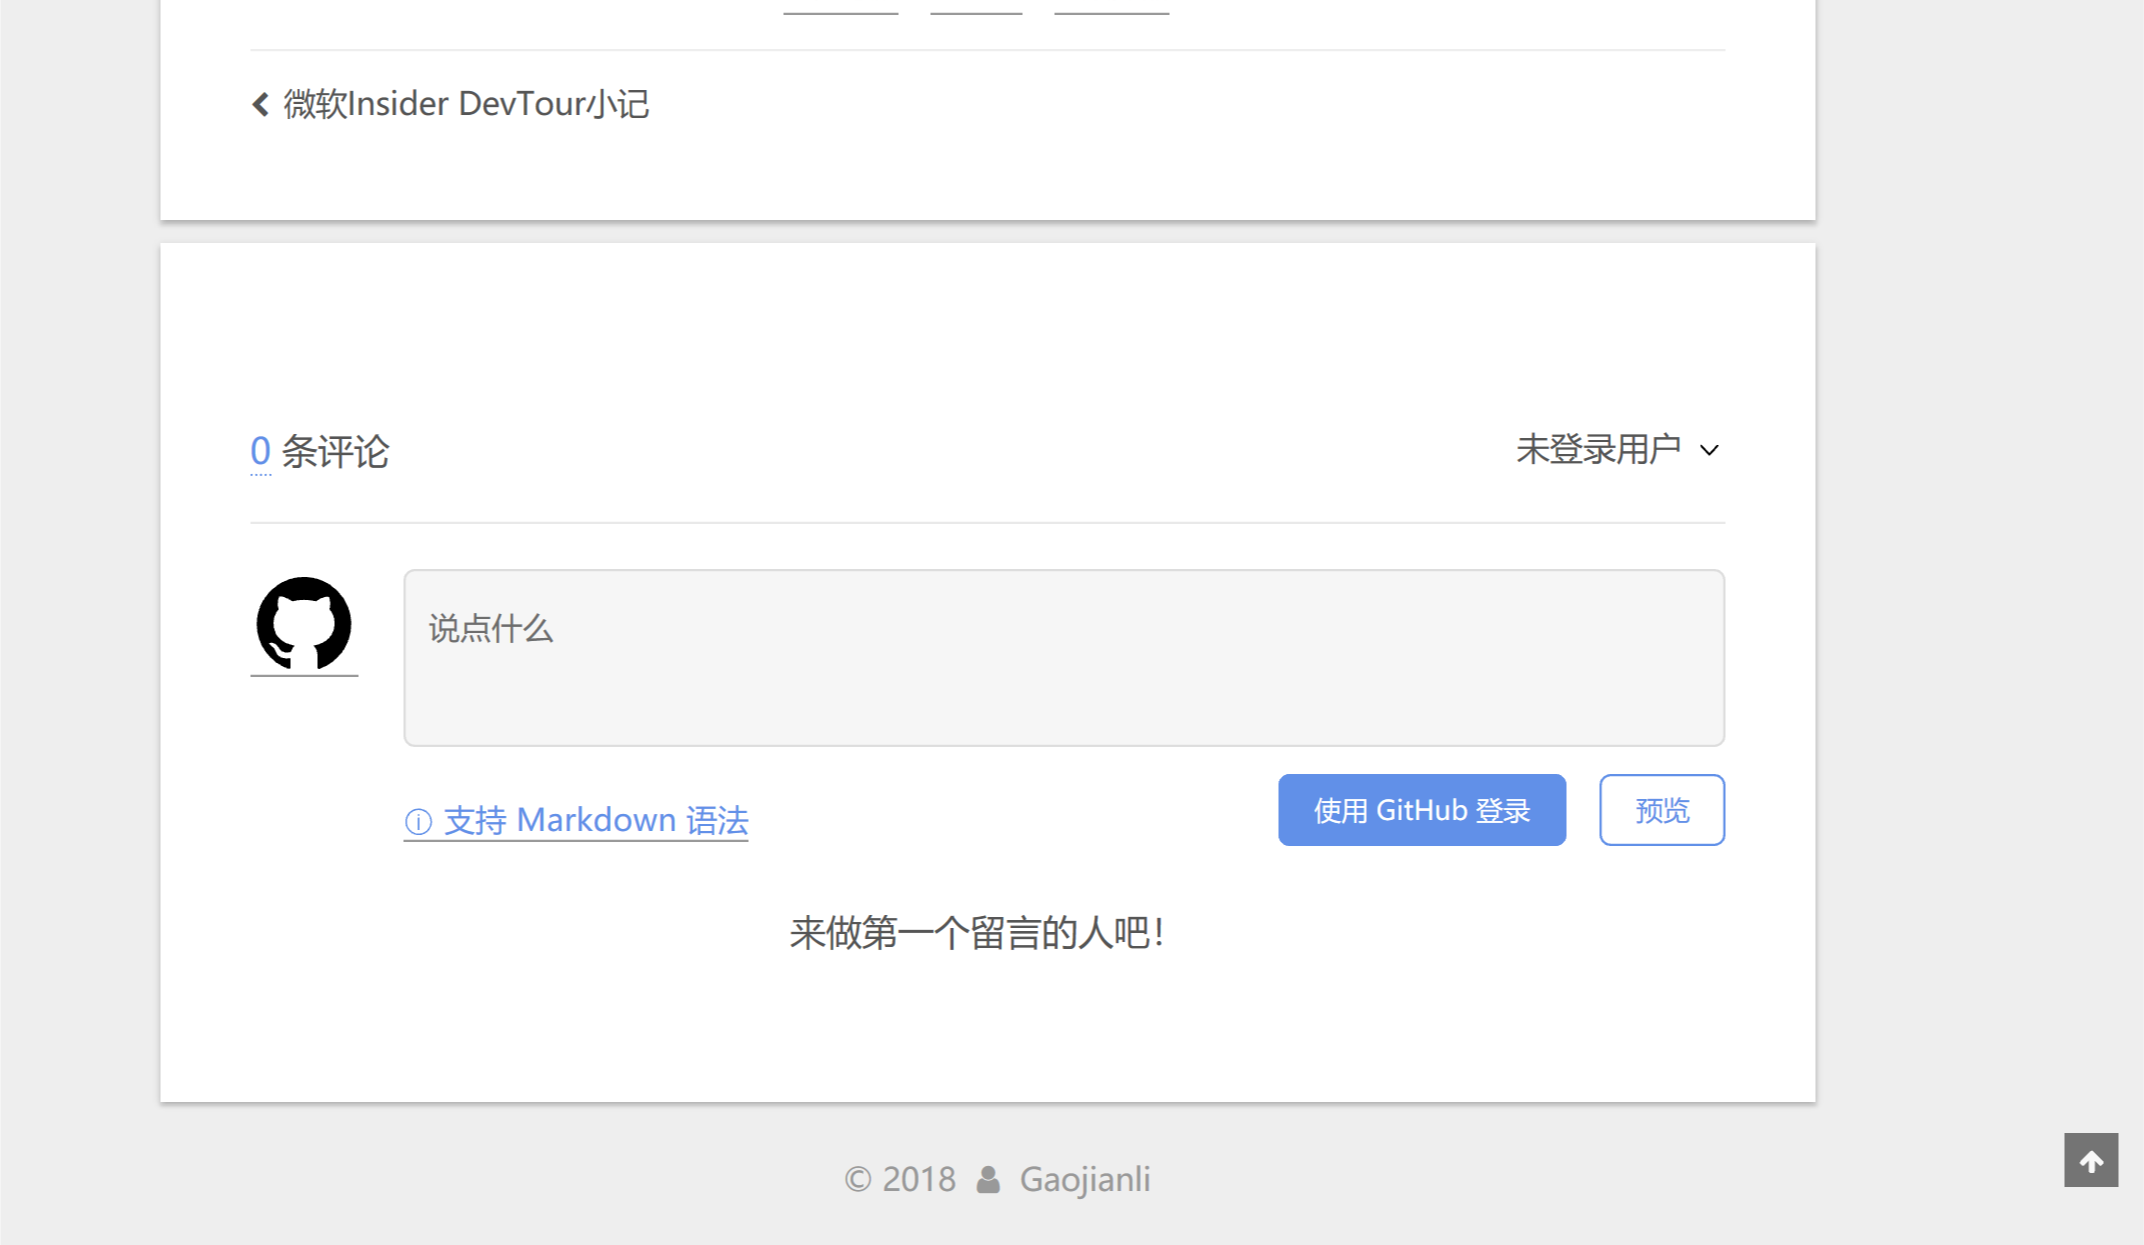 微软Insider DevTour小记
0 条评论
未登录用户
说点什么
支持 Markdown 语法
使用 GitHub 登录
预览
来做第一个留言的人吧！
© 2018 Gaojianli